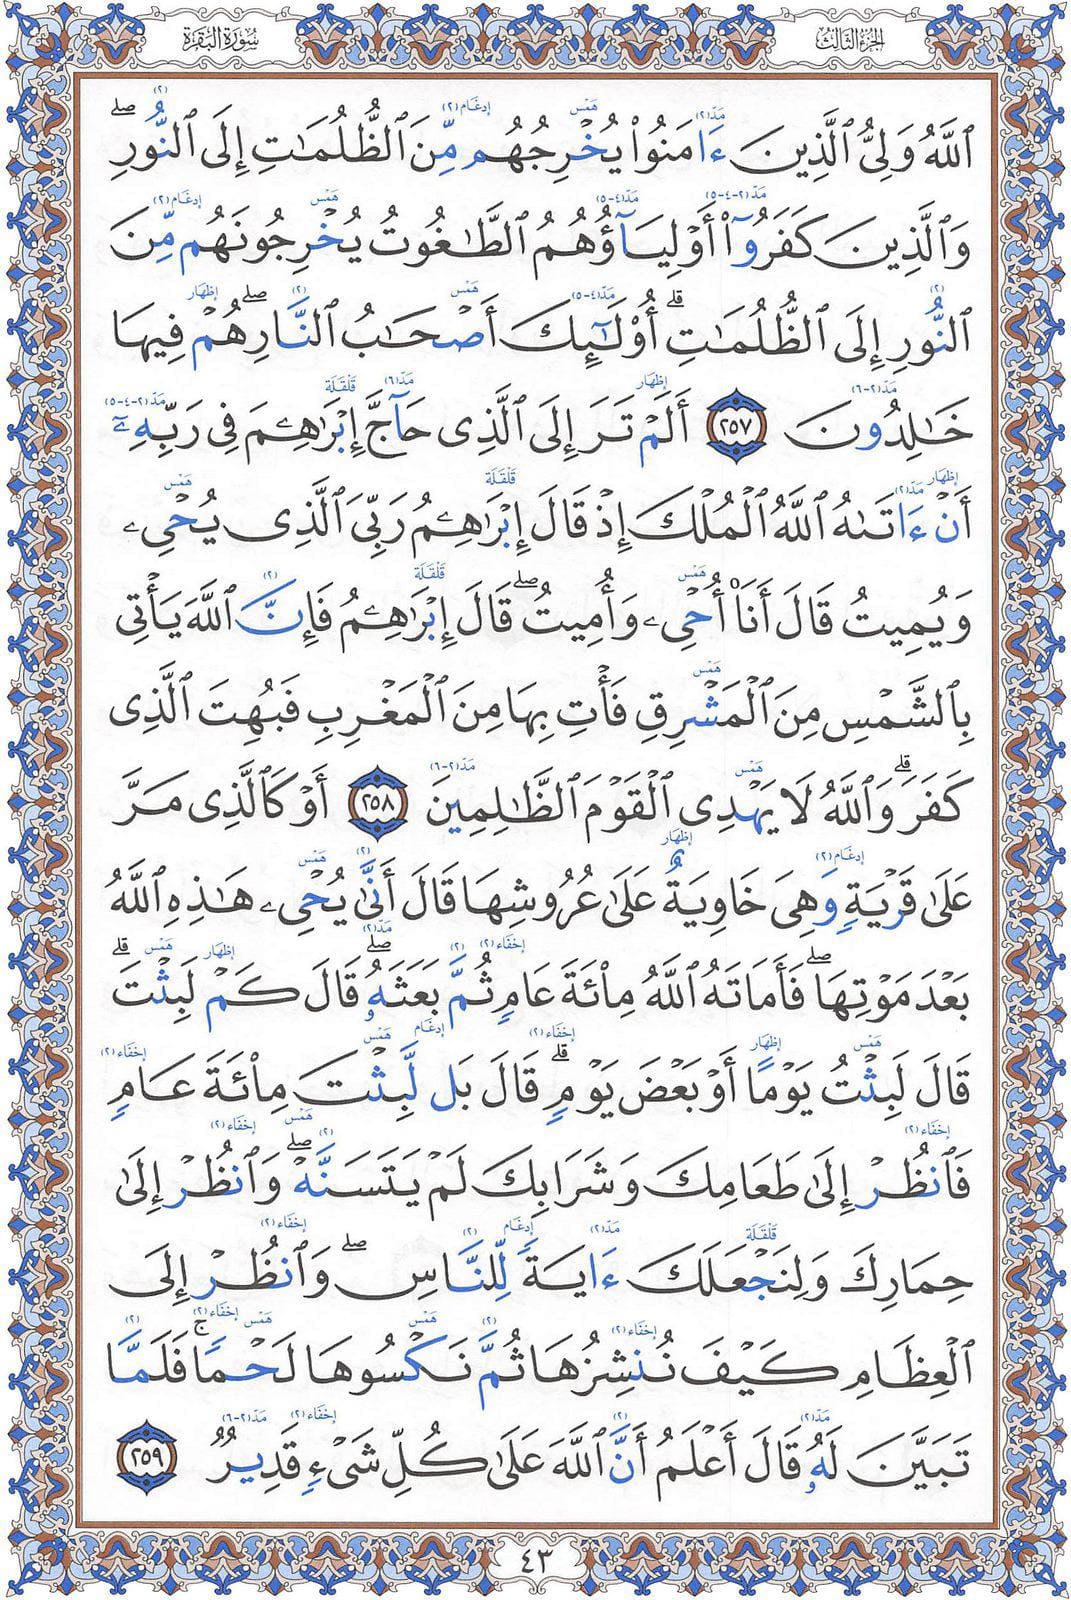 الجزء الثالث
سورة البقرة
ٱللَّهُ وَلِىُّ ٱلَّذِينَ ءَامَنُوا۟ يُخْرِجُهُم مِّنَ ٱلظُّلُمَـٰتِ إِلَى ٱلنُّورِ ۖ
وَٱلَّذِينَ كَفَرُوٓا۟ أَوْلِيَآؤُهُمُ ٱلطَّـٰغُوتُ يُخْرِجُونَهُم مِّنَ
ٱلنُّورِ إِلَى ٱلظُّلُمَـٰتِ ۗ أُو۟لَـٰٓئِكَ أَصْحَـٰبُ ٱلنَّارِ ۖ هُمْ فِيهَا
خَـٰلِدُونَ ٢٥٧ أَلَمْ تَرَ إِلَى ٱلَّذِى حَآجَّ إِبْرَٰهِـۧمَ فِى رَبِّهِۦٓ
أَنْ ءَاتَىٰهُ ٱللَّهُ ٱلْمُلْكَ إِذْ قَالَ إِبْرَٰهِـۧمُ رَبِّىَ ٱلَّذِى يُحْىِۦ
وَيُمِيتُ قَالَ أَنَا۠ أُحْىِۦ وَأُمِيتُ ۖ قَالَ إِبْرَٰهِـۧمُ فَإِنَّ ٱللَّهَ يَأْتِى
بِٱلشَّمْسِ مِنَ ٱلْمَشْرِقِ فَأْتِ بِهَا مِنَ ٱلْمَغْرِبِ فَبُهِتَ ٱلَّذِى
كَفَرَ ۗ وَٱللَّهُ لَا يَهْدِى ٱلْقَوْمَ ٱلظَّـٰلِمِينَ ٢٥٨ أَوْ كَٱلَّذِى مَرَّ
عَلَىٰ قَرْيَةٍ وَهِىَ خَاوِيَةٌ عَلَىٰ عُرُوشِهَا قَالَ أَنَّىٰ يُحْىِۦ هَـٰذِهِ ٱللَّهُ
بَعْدَ مَوْتِهَا ۖ فَأَمَاتَهُ ٱللَّهُ مِا۟ئَةَ عَامٍ ثُمَّ بَعَثَهُۥ ۖ قَالَ كَمْ لَبِثْتَ ۖ
قَالَ لَبِثْتُ يَوْمًا أَوْ بَعْضَ يَوْمٍ ۖ قَالَ بَل لَّبِثْتَ مِا۟ئَةَ عَامٍ
فَٱنظُرْ إِلَىٰ طَعَامِكَ وَشَرَابِكَ لَمْ يَتَسَنَّهْ ۖ وَٱنظُرْ إِلَىٰ
حِمَارِكَ وَلِنَجْعَلَكَ ءَايَةً لِّلنَّاسِ ۖ وَٱنظُرْ إِلَى
ٱلْعِظَامِ كَيْفَ نُنشِزُهَا ثُمَّ نَكْسُوهَا لَحْمًا ۚ فَلَمَّا
تَبَيَّنَ لَهُۥ قَالَ أَعْلَمُ أَنَّ ٱللَّهَ عَلَىٰ كُلِّ شَىْءٍ قَدِيرٌ ٢٥٩
٤٣